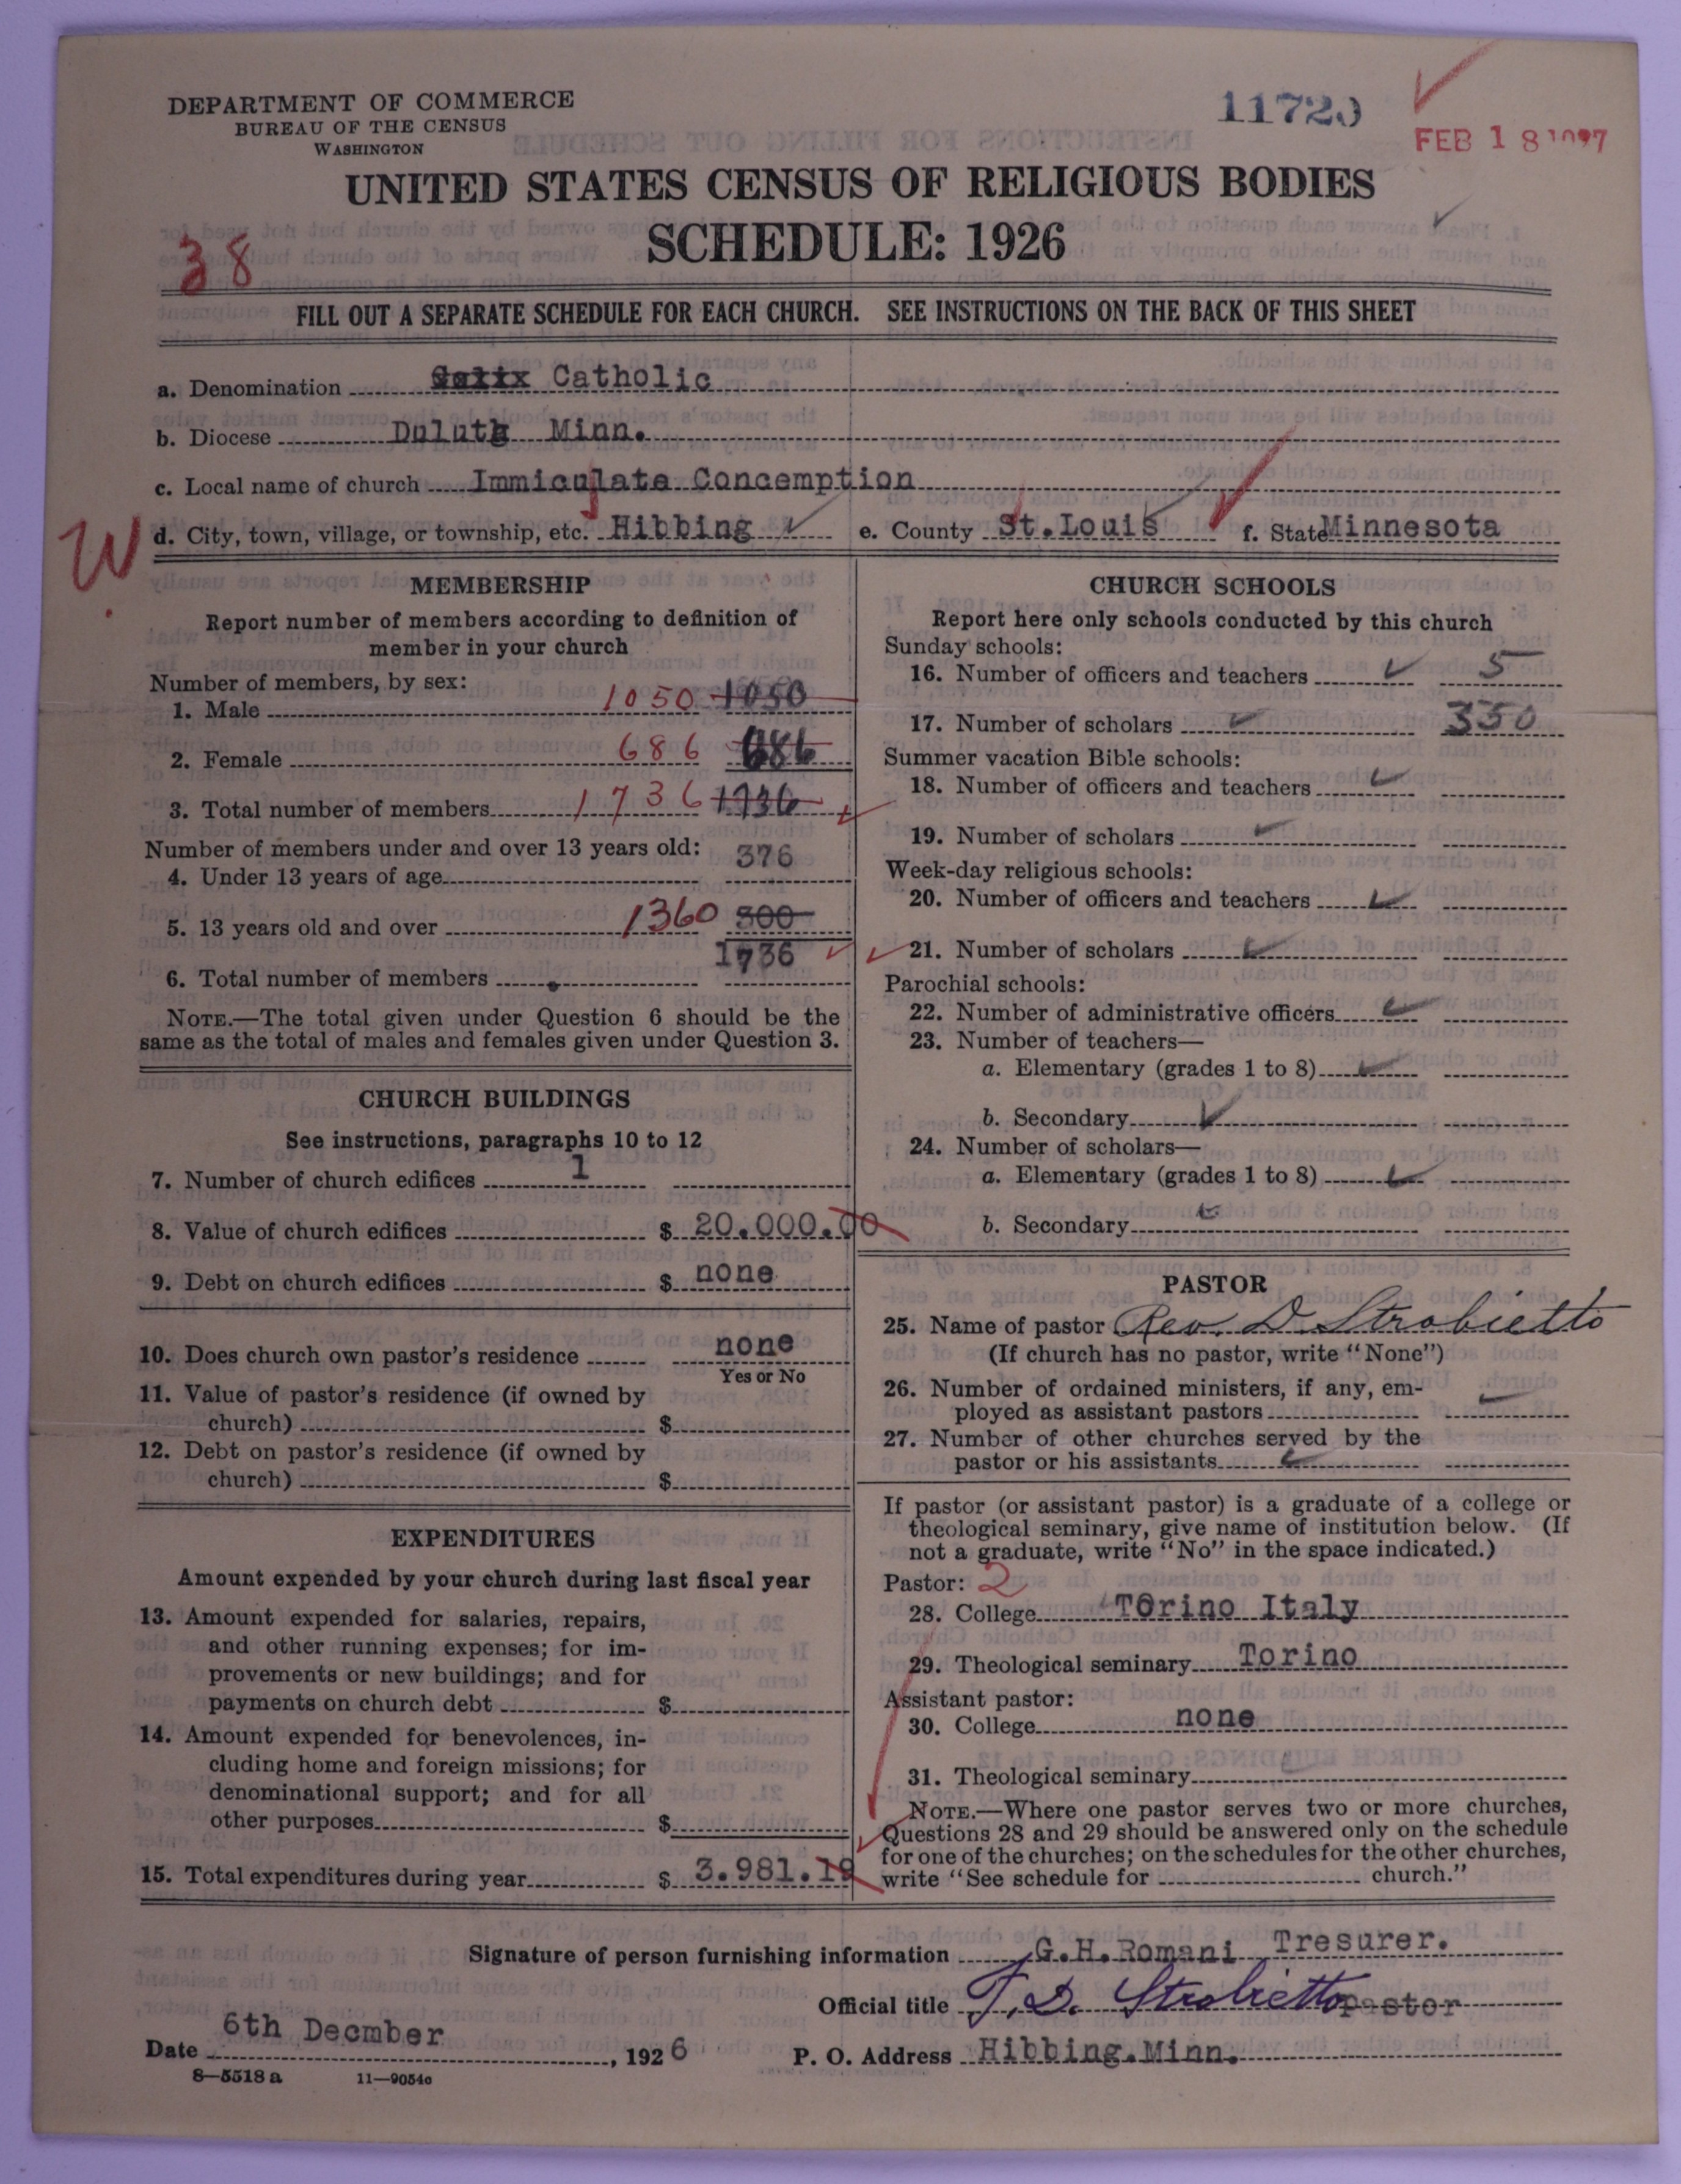 DEPARTMENT OF COMMERCE
BUREAU OF THE CENSUS
WASHINGTON
11720
FEB 18 1927
UNITED STATES CENSUS OF RELIGIOUS BODIES
SCHEDULE: 1926
38
FILL OUT A SEPARATE SCHEDULE FOR EACH CHURCH. SEE INSTRUCTIONS ON THE BACK OF THIS SHEET
a. Denomination Catholic
b. Diocese Duluth Minn.
c. Local name of church Immiculate Concemption
W d. City, town, village, or township, etc. Hibbing e. County St.Louis f. State Minnesota
MEMBERSHIP
Report number of members according to definition of
member in your church
Number of members, by sex:
1. Male 1050 1050
2. Female 686 686
3. Total number of members 1736 1736
Number of members under and over 13 years old:
4. Under 13 years of age 376
5. 13 years old and over 1360 300
6. Total number of members 1736
NOTE.—The total given under Question 6 should be the
same as the total of males and females given under Question 3.
CHURCH BUILDINGS
See instructions, paragraphs 10 to 12
7. Number of church edifices 1
8. Value of church edifices $ 20.000.00
9. Debt on church edifices $ none
10. Does church own pastor's residence none
Yes or No
11. Value of pastor's residence (if owned by
church) $
12. Debt on pastor's residence (if owned by
church) $
EXPENDITURES
Amount expended by your church during last fiscal year
13. Amount expended for salaries, repairs,
and other running expenses; for im-
provements or new buildings; and for
payments on church debt $
14. Amount expended for benevolences, in-
cluding home and foreign missions; for
denominational support; and for all
other purposes $
15. Total expenditures during year $ 3.981.19
CHURCH SCHOOLS
Report here only schools conducted by this church
Sunday schools:
16. Number of officers and teachers 5
17. Number of scholars 350
Summer vacation Bible schools:
18. Number of officers and teachers
19. Number of scholars
Week-day religious schools:
20. Number of officers and teachers
21. Number of scholars
Parochial schools:
22. Number of administrative officers
23. Number of teachers—
a. Elementary (grades 1 to 8)
b. Secondary
24. Number of scholars—
a. Elementary (grades 1 to 8)
b. Secondary
PASTOR
25. Name of pastor Rev. D. Strobietto
(If church has no pastor, write "None")
26. Number of ordained ministers, if any, em-
ployed as assistant pastors
27. Number of other churches served by the
pastor or his assistants
If pastor (or assistant pastor) is a graduate of a college or
theological seminary, give name of institution below. (If
not a graduate, write "No" in the space indicated.)
Pastor: 2
28. College Torino Italy
29. Theological seminary Torino
Assistant pastor:
30. College none
31. Theological seminary
NOTE.—Where one pastor serves two or more churches,
Questions 28 and 29 should be answered only on the schedule
for one of the churches; on the schedules for the other churches,
write "See schedule for church."
Signature of person furnishing information G.H.Romani Tresurer.
Official title J. D. Strobietto pastor
Date 6th Decmber, 1926 P. O. Address Hibbing.Minn.
8—5518 a 11—9054c